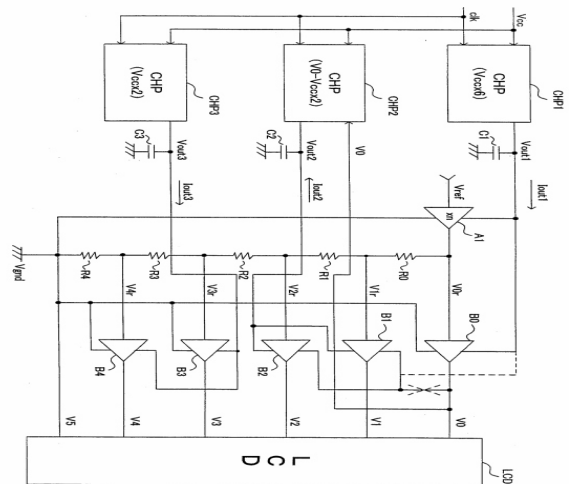 clk
Vcc
CHP
(Vccx2)
CHP3
CHP
(V0-Vccx2)
CHP2
CHP
(Vccx6)
CHP1
C3
Vout3
C2
Vout2
V0
C1
Vout1
Iout3
Iout2
Iout1
Vref
xn
A1
Vgnd
R4
R3
R2
R1
R0
V4r
V3r
V2r
V1r
V0r
B4
B3
B2
B1
B0
V5
V4
V3
V2
V1
V0
LCD
LCD